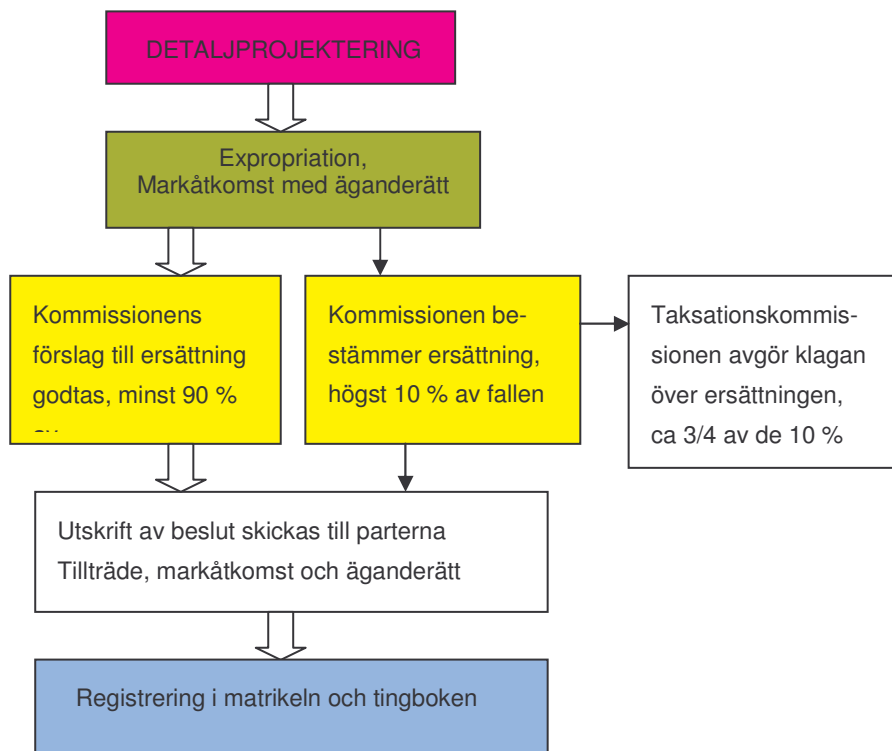 DETALJPROJEKTERING
Expropriation,
Markåtkomst med äganderätt
Kommissionens
förslag till ersättning
godtas, minst 90 %
Kommissionen be-
stämmer ersättning,
högst 10 % av fallen
Taksationskommis-
sionen avgör klagan
över ersättningen,
ca 3/4 av de 10 %
Utskrift av beslut skickas till parterna
Tillträde, markåtkomst och äganderätt
Registrering i matrikeln och tingboken